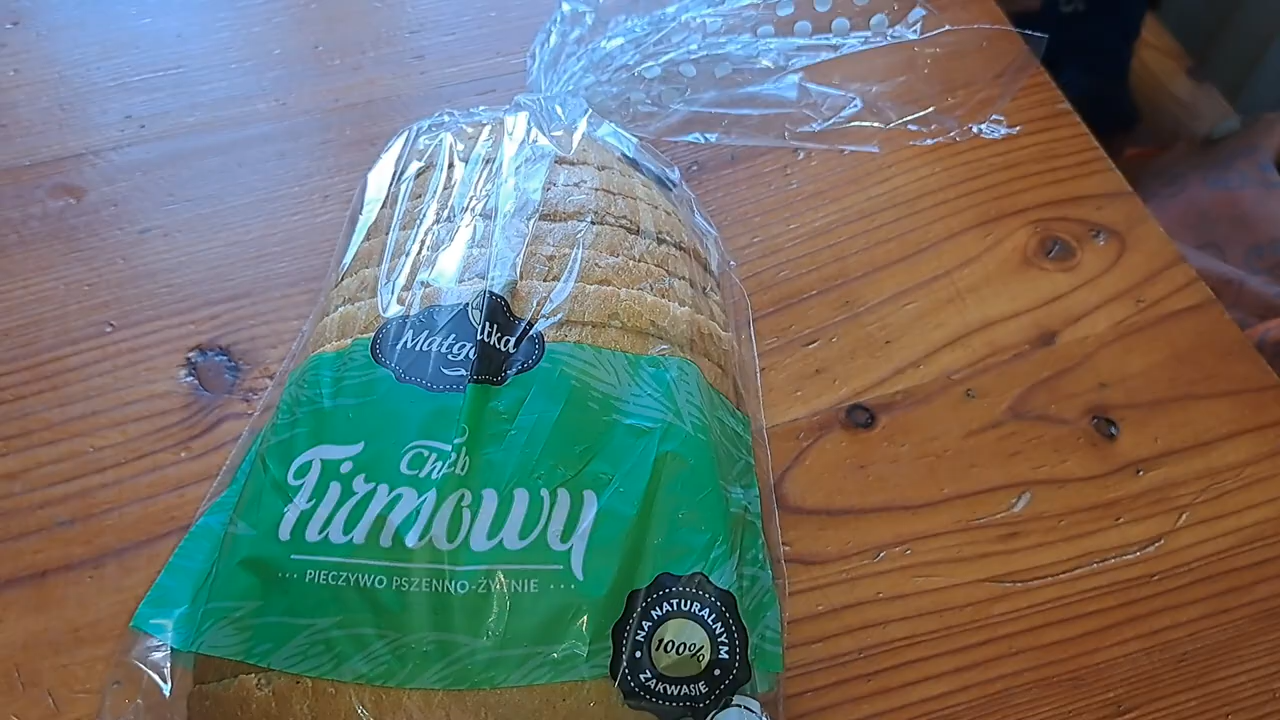 Chleb
Firmowy
PIECZYWO PSZENNO-ŻYTNIE
NA NATURALNYM
100%
ZAKWASIE